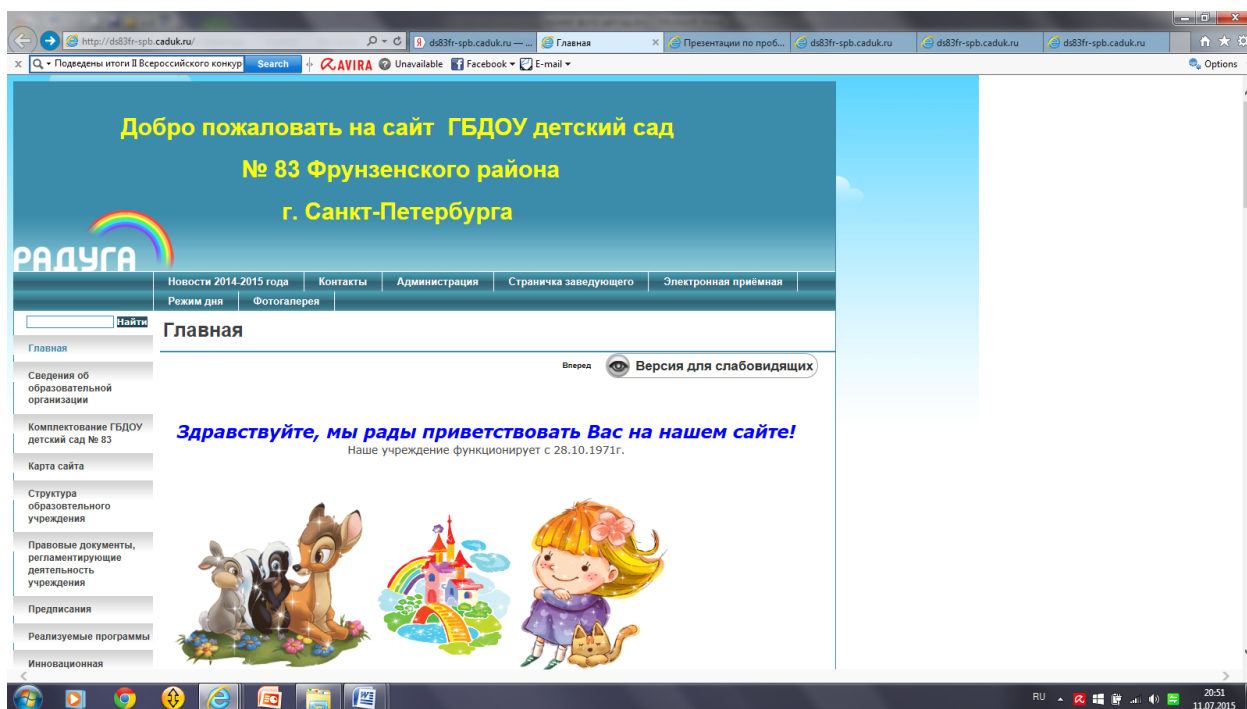 http://ds83fr-spb.caduk.ru/
ds83fr-spb.caduk.ru — ...
Главная
Презентации по проб...
ds83fr-spb.caduk.ru
ds83fr-spb.caduk.ru
ds83fr-spb.caduk.ru
Подведены итоги II Всероссийского конкур
Search
AVIRA
Unavailable
Facebook
E-mail
Options
Добро пожаловать на сайт ГБДОУ детский сад
№ 83 Фрунзенского района
г. Санкт-Петербурга
РАДУГА
Новости 2014-2015 года
Контакты
Администрация
Страничка заведующего
Электронная приёмная
Режим дня
Фотогалерея
Найти
Главная
Вперед
Версия для слабовидящих
Здравствуйте, мы рады приветствовать Вас на нашем сайте!
Наше учреждение функционирует с 28.10.1971г.
Главная
Сведения об
образовательной
организации
Комплектование ГБДОУ
детский сад № 83
Карта сайта
Структура
образовтельного
учреждения
Правовые документы,
регламентирующие
деятельность
учреждения
Предписания
Реализуемые программы
Инновационная
RU
20:51
11.07.2015